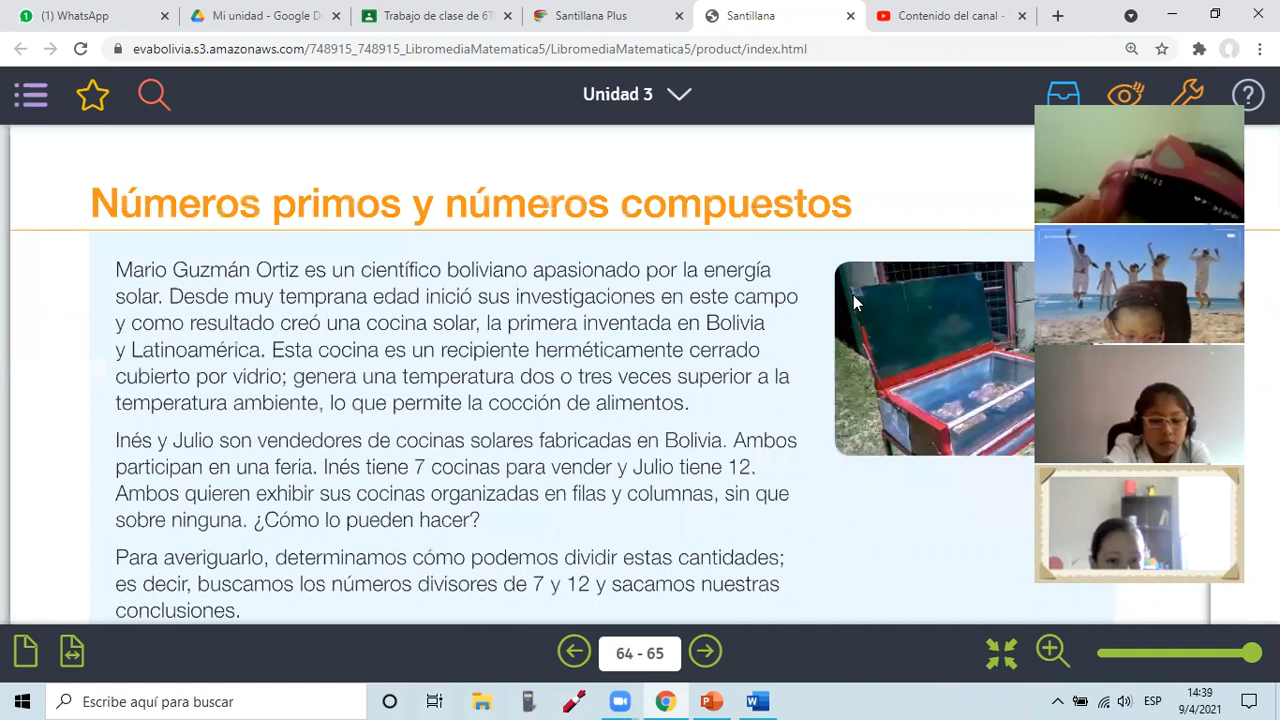 (1) WhatsApp
Mi unidad - Google D
Trabajo de clase de 6T
Santillana Plus
Santillana
Contenido del canal -
evabolivia.s3.amazonaws.com/748915_748915_LibromediaMatematica5/LibromediaMatematica5/product/index.html
Unidad 3
Números primos y números compuestos
Mario Guzmán Ortiz es un científico boliviano apasionado por la energía
solar. Desde muy temprana edad inició sus investigaciones en este campo
y como resultado creó una cocina solar, la primera inventada en Bolivia
y Latinoamérica. Esta cocina es un recipiente herméticamente cerrado
cubierto por vidrio; genera una temperatura dos o tres veces superior a la
temperatura ambiente, lo que permite la cocción de alimentos.
Inés y Julio son vendedores de cocinas solares fabricadas en Bolivia. Ambos
participan en una feria. Inés tiene 7 cocinas para vender y Julio tiene 12.
Ambos quieren exhibir sus cocinas organizadas en filas y columnas, sin que
sobre ninguna. ¿Cómo lo pueden hacer?
Para averiguarlo, determinamos cómo podemos dividir estas cantidades;
es decir, buscamos los números divisores de 7 y 12 y sacamos nuestras
conclusiones.
64 - 65
Escribe aquí para buscar
ESP
14:39
9/4/2021